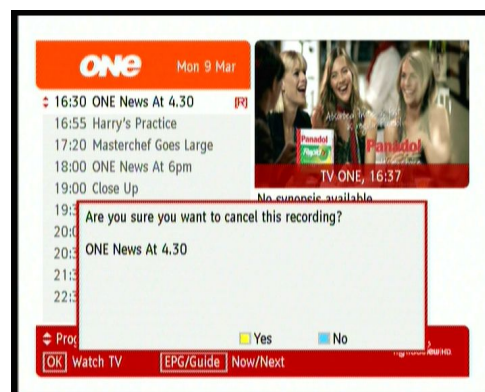 ONE Mon 9 Mar
16:30 ONE News At 4.30 [R]
16:55 Harry's Practice
17:20 Masterchef Goes Large
18:00 ONE News At 6pm
19:00 Close Up
Panadol
Panadol
TV ONE, 16:37
No synopsis available
Are you sure you want to cancel this recording?
ONE News At 4.30
Yes No
OK Watch TV EPG/Guide Now/Next